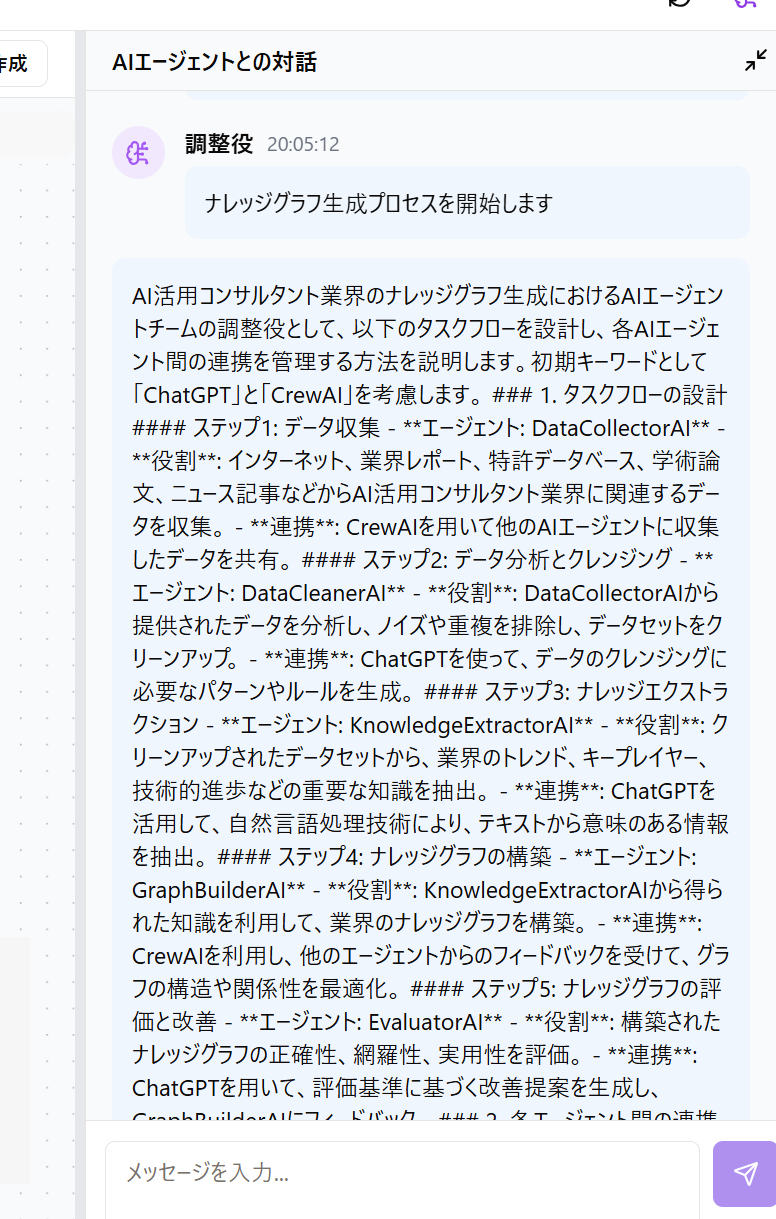 作成
AIエージェントとの対話
調整役 20:05:12
ナレッジグラフ生成プロセスを開始します
AI活用コンサルタント業界のナレッジグラフ生成におけるAIエージェン
トチームの調整役として、以下のタスクフローを設計し、各AIエージェ
ント間の連携を管理する方法を説明します。初期キーワードとして
「ChatGPT」と「CrewAI」を考慮します。 ### 1. タスクフローの設計
#### ステップ1: データ収集 - **エージェント: DataCollectorAI** -
**役割**: インターネット、業界レポート、特許データベース、学術論
文、ニュース記事などからAI活用コンサルタント業界に関連するデー
タを収集。 - **連携**: CrewAIを用いて他のAIエージェントに収集
したデータを共有。 #### ステップ2: データ分析とクレンジング - **
エージェント: DataCleanerAI** - **役割**: DataCollectorAIから
提供されたデータを分析し、ノイズや重複を排除し、データセットをク
リーンアップ。 - **連携**: ChatGPTを使って、データのクレンジングに
必要なパターンやルールを生成。 #### ステップ3: ナレッジエクストラ
クション - **エージェント: KnowledgeExtractorAI** - **役割**: ク
リーンアップされたデータセットから、業界のトレンド、キープレイヤー、
技術的進歩などの重要な知識を抽出。 - **連携**: ChatGPTを
活用して、自然言語処理技術により、テキストから意味のある情報
を抽出。 #### ステップ4: ナレッジグラフの構築 - **エージェント:
GraphBuilderAI** - **役割**: KnowledgeExtractorAIから得ら
れた知識を利用して、業界のナレッジグラフを構築。 - **連携**:
CrewAIを利用し、他のエージェントからのフィードバックを受けて、グラ
フの構造や関係性を最適化。 #### ステップ5: ナレッジグラフの評
価と改善 - **エージェント: EvaluatorAI** - **役割**: 構築された
ナレッジグラフの正確性、網羅性、実用性を評価。 - **連携**:
ChatGPTを用いて、評価基準に基づく改善提案を生成し、
GraphBuilderAIにフィードバック。 ### 2. 各エージェント間の連携
メッセージを入力...